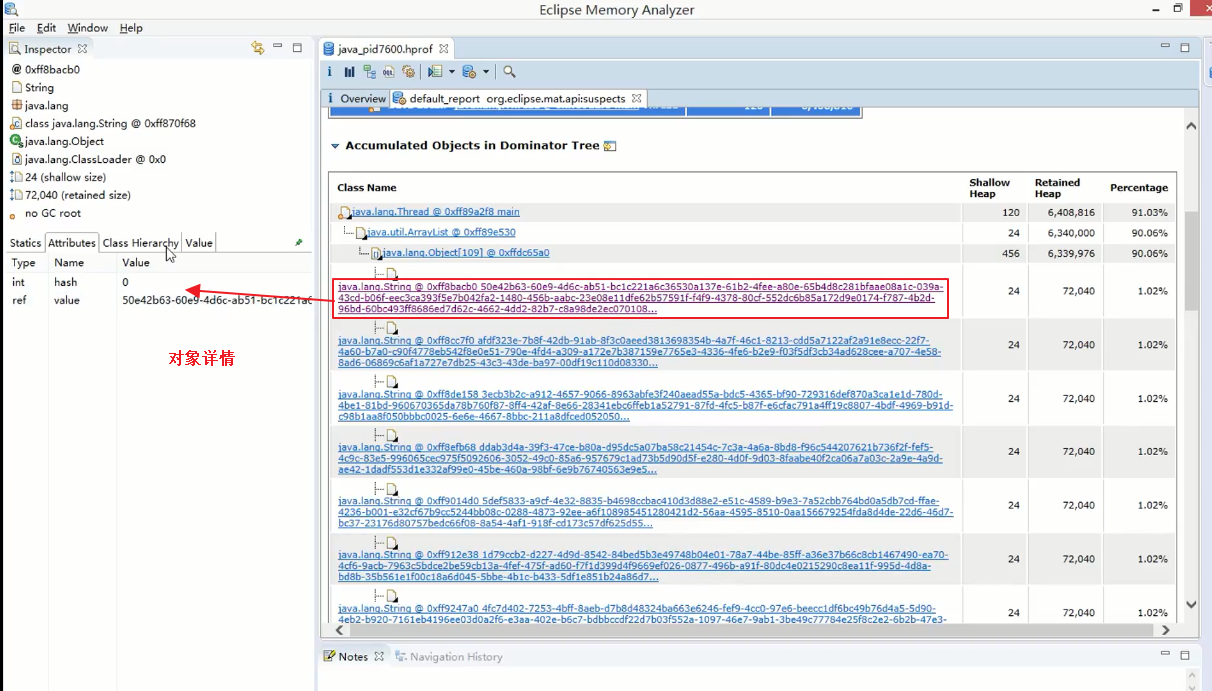 Eclipse Memory Analyzer
File Edit Window Help
Inspector
@ 0xff8bacb0
String
java.lang
class java.lang.String @ 0xff870f68
java.lang.Object
java.lang.ClassLoader @ 0x0
24 (shallow size)
72,040 (retained size)
no GC root
Statics Attributes Class Hierarchy Value
Type Name Value
int hash 0
ref value 50e42b63-60e9-4d6c-ab51-bc1c221a
对象详情
java_pid7600.hprof
Overview default_report org.eclipse.mat.api:suspects
Accumulated Objects in Dominator Tree
Class Name Shallow Heap Retained Heap Percentage
java.lang.Thread @ 0xff89a2f8 main 120 6,408,816 91.03%
java.util.ArrayList @ 0xff89e530 24 6,340,000 90.06%
java.lang.Object[109] @ 0xffdc65a0 456 6,339,976 90.06%
java.lang.String @ 0xff8bacb0 50e42b63-60e9-4d6c-ab51-bc1c221a6c36530a137e-61b2-4fee-a80e-65b4d8c281bfaae08a1c-039a-
43cd-b06f-eec3ca393f5e7b042fa2-1480-456b-aabc-23e08e11dfe62b57591f-f4f9-4378-80cf-552dc6b85a172d9e0174-f787-4b2d-
96bd-60bc493ff8686ed7d62c-4662-4dd2-82b7-c8a98de2ec070108... 24 72,040 1.02%
java.lang.String @ 0xff8cc7f0 afdf323e-7b8f-42db-91ab-8f3c0aeed3813698354b-4a7f-46c1-8213-cdd5a7122af2a91e8ecc-22f7-
4a60-b7a0-c90f4778eb542f8e0e51-790e-4fd4-a309-a172e7b387159e7765e3-4336-4fe6-b2e9-f03f5df3cb34ad628cee-a707-4e58-
8ad6-06869c6af1a727e7db25-43c3-43de-ba97-00df19c110d08330... 24 72,040 1.02%
java.lang.String @ 0xff8de158 3ecb3b2c-a912-4657-9066-8963abfe3f240aead55a-bdc5-4365-bf90-729316def870a3ca1e1d-780d-
4be1-81bd-960670365da78b760f87-8ff4-42af-8e66-28341ebc6ffeb1a52791-87fd-4fc5-b87f-e6cfac791a4ff19c8807-4bdf-4969-b91d-
c98b1aa8f050bbbc0025-6e6e-4667-8bbc-211a8dfced052050... 24 72,040 1.02%
java.lang.String @ 0xff8efb68 ddab3d4a-39f3-47ce-b80a-d95dc5a07ba58c21454c-7c3a-4a6a-8bd8-f96c544207621b736f2f-fef5-
4c9c-83e5-996065cec975f5092606-3052-49c0-85a6-9576679c1ad73b5d90d5f-e280-4d0f-9d03-8faabe40f2ca06a7a03c-2a9e-4a9d-
ae42-1dadf553d1e332af99e0-45be-460a-98bf-6e9b76740563e9e5... 24 72,040 1.02%
java.lang.String @ 0xff9014d0 5def5833-a9cf-4e32-8835-b4698ccbac410d3d88e2-e51c-4589-b9e3-7a52cbb764bd0a5db7cd-ffae-
4236-b001-e32cf67b9cc5244bb08c-0288-4873-92ee-a6f108985451280421d2-56aa-4595-8510-0aa156679254fda8d4de-22d6-46d7-
bc37-23176d80757bedc66f08-8a54-4af1-918f-cd173c57df625d55... 24 72,040 1.02%
java.lang.String @ 0xff912e38 1d79ccb2-d227-4d9d-8542-84bed5b3e49748b04e01-78a7-44be-85ff-a36e37b66c8cb1467490-ea70-
4cf6-9acb-7963c5bdce2be59cb13a-4fef-475f-ad60-f7f1d399d4f9669ef026-0877-496b-a91f-80dc4e0215290c8ea11f-995d-4d8a-
bd8b-35b561e1f00c18a6d045-5bbe-4b1c-b433-5df1e851b24a86d7... 24 72,040 1.02%
java.lang.String @ 0xff9247a0 4fc7d402-7253-4bff-8aeb-d7b8d48324ba663e6246-fef9-4cc0-97e6-beecc1df6bc49b76d4a5-5d90-
4eb2-b920-7161eb4196ee03d0a2f6-e3aa-402e-b6c7-bdbbccdf22d7b03f552a-1097-46e7-9ab1-3be49c77784e25f8c2e2-6b2b-47e3- 24 72,040 1.02%
Notes Navigation History